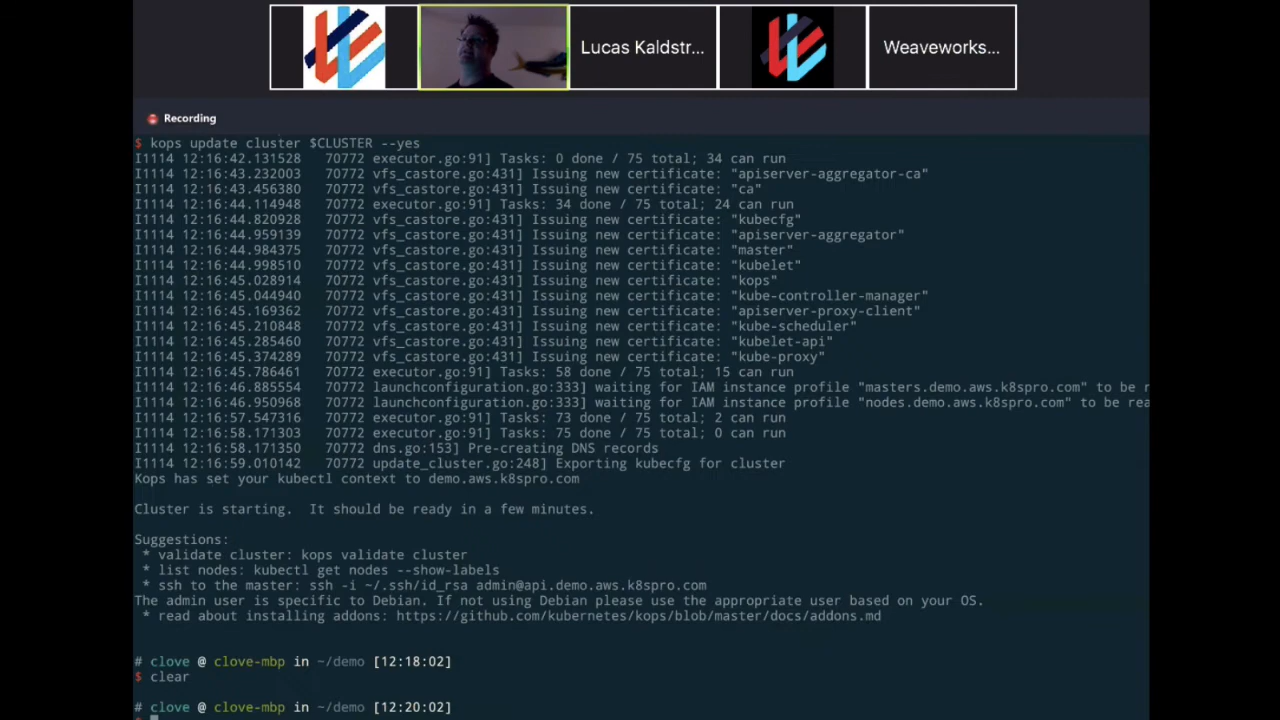 Lucas Kaldstr...
Weaveworks...
Recording
$ kops update cluster $CLUSTER --yes
I1114 12:16:42.131528   70772 executor.go:91] Tasks: 0 done / 75 total; 34 can run
I1114 12:16:43.232003   70772 vfs_castore.go:431] Issuing new certificate: "apiserver-aggregator-ca"
I1114 12:16:43.456380   70772 vfs_castore.go:431] Issuing new certificate: "ca"
I1114 12:16:44.114948   70772 executor.go:91] Tasks: 34 done / 75 total; 24 can run
I1114 12:16:44.820928   70772 vfs_castore.go:431] Issuing new certificate: "kubecfg"
I1114 12:16:44.959139   70772 vfs_castore.go:431] Issuing new certificate: "apiserver-aggregator"
I1114 12:16:44.984375   70772 vfs_castore.go:431] Issuing new certificate: "master"
I1114 12:16:44.998510   70772 vfs_castore.go:431] Issuing new certificate: "kubelet"
I1114 12:16:45.028914   70772 vfs_castore.go:431] Issuing new certificate: "kops"
I1114 12:16:45.044940   70772 vfs_castore.go:431] Issuing new certificate: "kube-controller-manager"
I1114 12:16:45.169362   70772 vfs_castore.go:431] Issuing new certificate: "apiserver-proxy-client"
I1114 12:16:45.210848   70772 vfs_castore.go:431] Issuing new certificate: "kube-scheduler"
I1114 12:16:45.285460   70772 vfs_castore.go:431] Issuing new certificate: "kubelet-api"
I1114 12:16:45.374289   70772 vfs_castore.go:431] Issuing new certificate: "kube-proxy"
I1114 12:16:45.786461   70772 executor.go:91] Tasks: 58 done / 75 total; 15 can run
I1114 12:16:46.885554   70772 launchconfiguration.go:333] waiting for IAM instance profile "masters.demo.aws.k8spro.com" to be r
I1114 12:16:46.950968   70772 launchconfiguration.go:333] waiting for IAM instance profile "nodes.demo.aws.k8spro.com" to be rea
I1114 12:16:57.547316   70772 executor.go:91] Tasks: 73 done / 75 total; 2 can run
I1114 12:16:58.171303   70772 executor.go:91] Tasks: 75 done / 75 total; 0 can run
I1114 12:16:58.171350   70772 dns.go:153] Pre-creating DNS records
I1114 12:16:59.010142   70772 update_cluster.go:248] Exporting kubecfg for cluster
Kops has set your kubectl context to demo.aws.k8spro.com
Cluster is starting.  It should be ready in a few minutes.
Suggestions:
 * validate cluster: kops validate cluster
 * list nodes: kubectl get nodes --show-labels
 * ssh to the master: ssh -i ~/.ssh/id_rsa admin@api.demo.aws.k8spro.com
The admin user is specific to Debian. If not using Debian please use the appropriate user based on your OS.
 * read about installing addons: https://github.com/kubernetes/kops/blob/master/docs/addons.md
# clove @ clove-mbp in ~/demo [12:18:02]
$ clear
# clove @ clove-mbp in ~/demo [12:20:02]
$